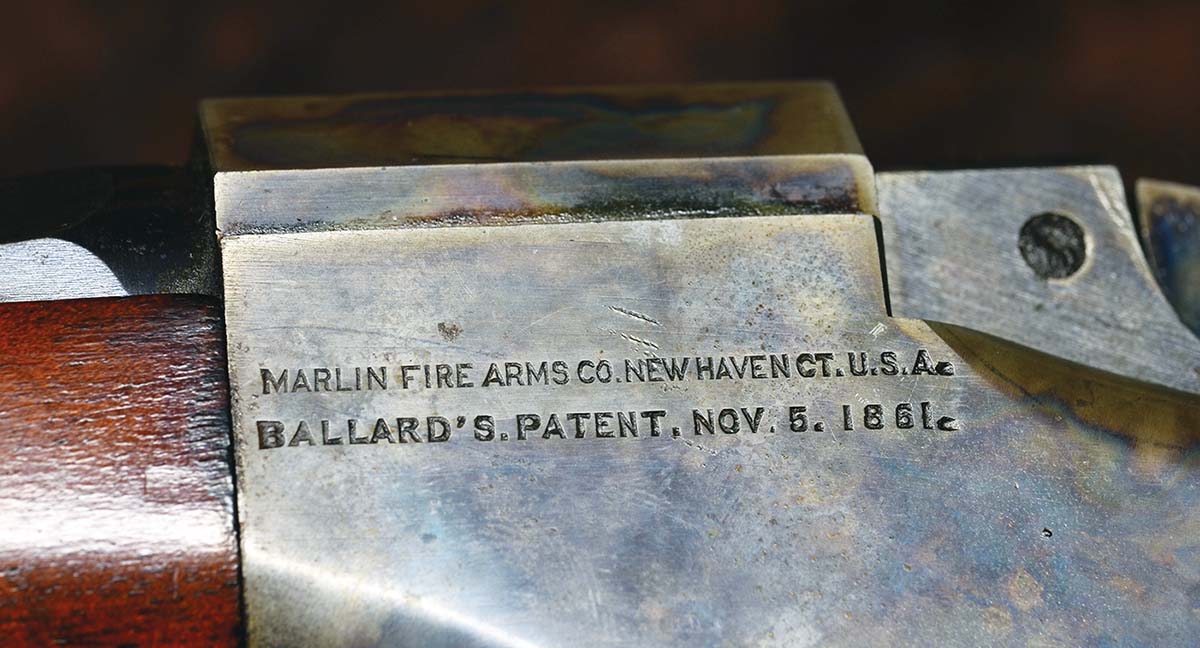 MARLIN FIRE ARMS CO. NEW HAVEN CT. U.S.A.
BALLARD'S. PATENT. NOV. 5. 1861.